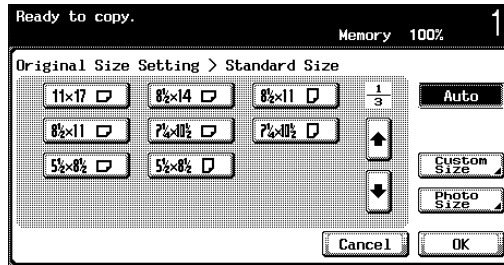 Ready to copy.
Memory 100% 1
Original Size Setting > Standard Size
11×17 8½×14 8½×11 1/3 Auto
8½×11 7¼×10½ 7¼×10½
5½×8½ 5½×8½ Custom Size
Photo Size
Cancel OK